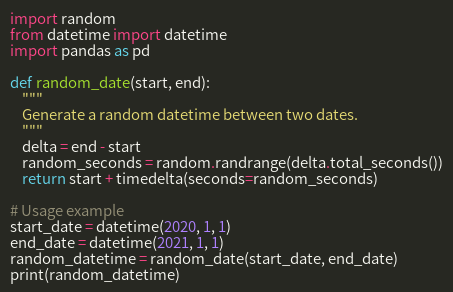 import random
from datetime import datetime
import pandas as pd

def random_date(start, end):
    """
    Generate a random datetime between two dates.
    """
    delta = end - start
    random_seconds = random.randrange(delta.total_seconds())
    return start + timedelta(seconds=random_seconds)

# Usage example
start_date = datetime(2020, 1, 1)
end_date = datetime(2021, 1, 1)
random_datetime = random_date(start_date, end_date)
print(random_datetime)